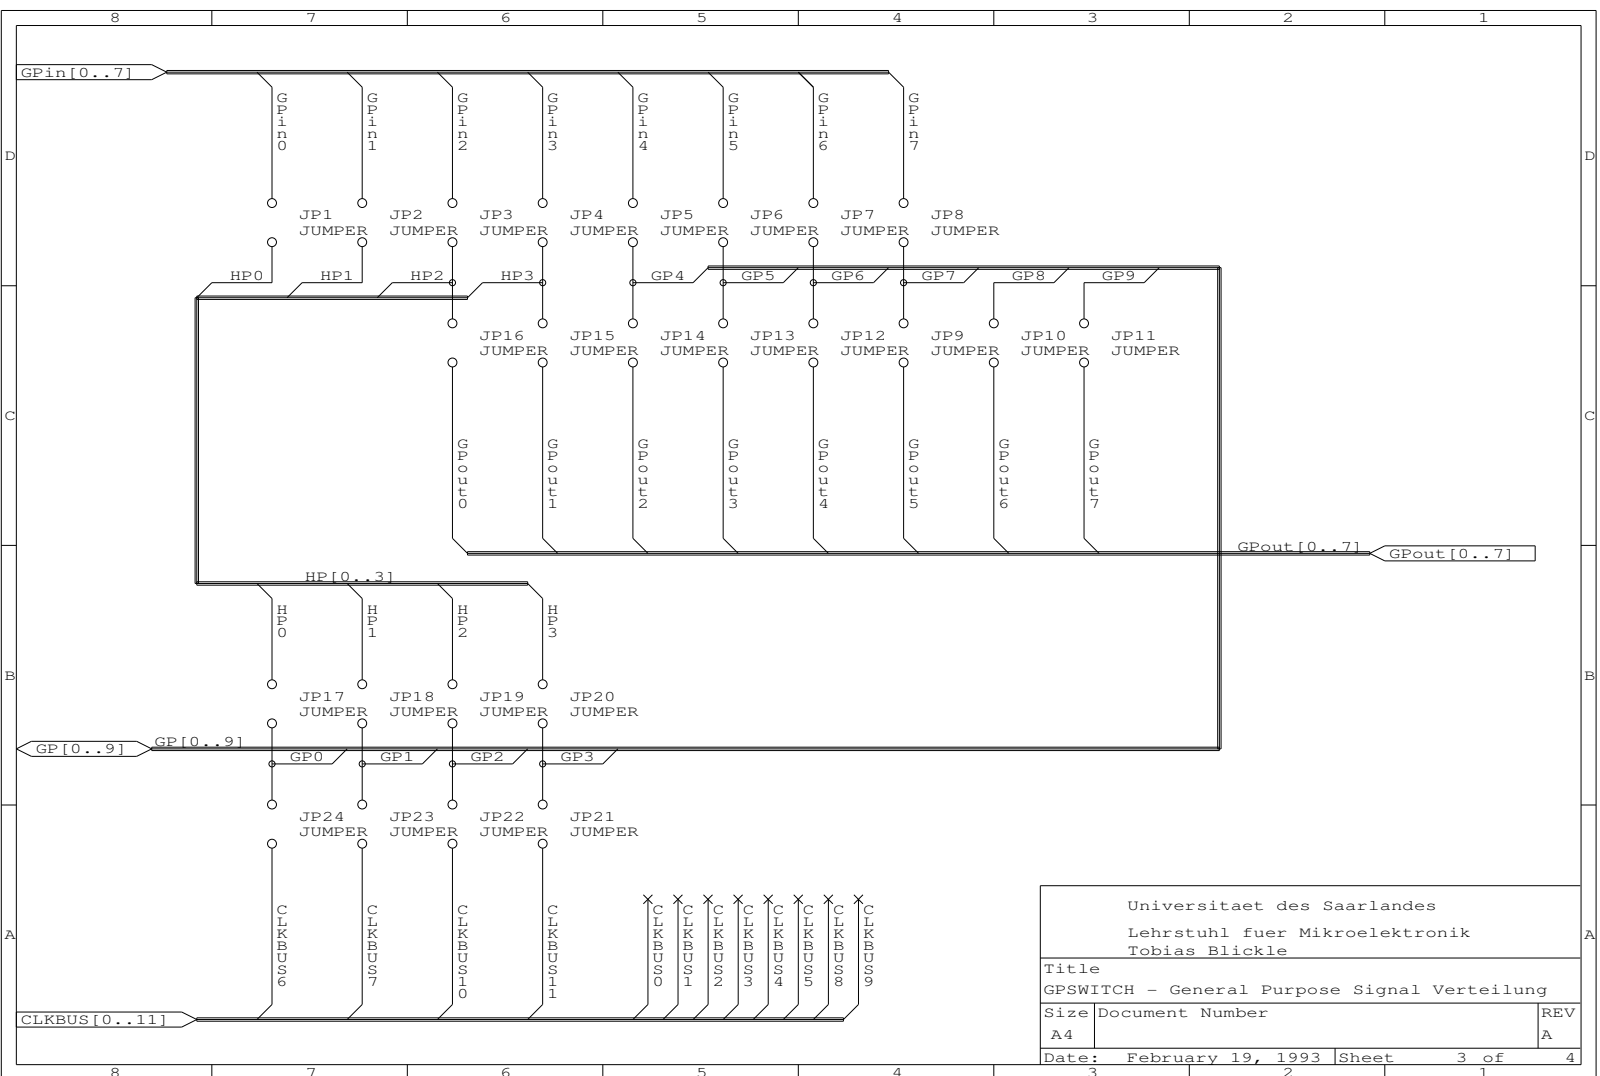 8 7 6 5 4 3 2 1
GPin[0..7]
GPin0 GPin1 GPin2 GPin3 GPin4 GPin5 GPin6 GPin7
D D
JP1 JP2 JP3 JP4 JP5 JP6 JP7 JP8
JUMPER JUMPER JUMPER JUMPER JUMPER JUMPER JUMPER JUMPER
HP0 HP1 HP2 HP3 GP4 GP5 GP6 GP7 GP8 GP9
JP16 JP15 JP14 JP13 JP12 JP9 JP10 JP11
JUMPER JUMPER JUMPER JUMPER JUMPER JUMPER JUMPER JUMPER
C C
GPout0 GPout1 GPout2 GPout3 GPout4 GPout5 GPout6 GPout7
GPout[0..7] GPout[0..7]
HP[0..3]
HP0 HP1 HP2 HP3
B B
JP17 JP18 JP19 JP20
JUMPER JUMPER JUMPER JUMPER
GP[0..9] GP[0..9]
GP0 GP1 GP2 GP3
JP24 JP23 JP22 JP21
JUMPER JUMPER JUMPER JUMPER
CLKBUS6 CLKBUS7 CLKBUS10 CLKBUS11 CLKBUS0 CLKBUS1 CLKBUS2 CLKBUS3 CLKBUS4 CLKBUS5 CLKBUS8 CLKBUS9
A A
CLKBUS[0..11]
Universitaet des Saarlandes
Lehrstuhl fuer Mikroelektronik
Tobias Blickle
Title
GPSWITCH - General Purpose Signal Verteilung
Size Document Number REV
A4 A
Date: February 19, 1993 Sheet 3 of 4
8 7 6 5 4 3 2 1